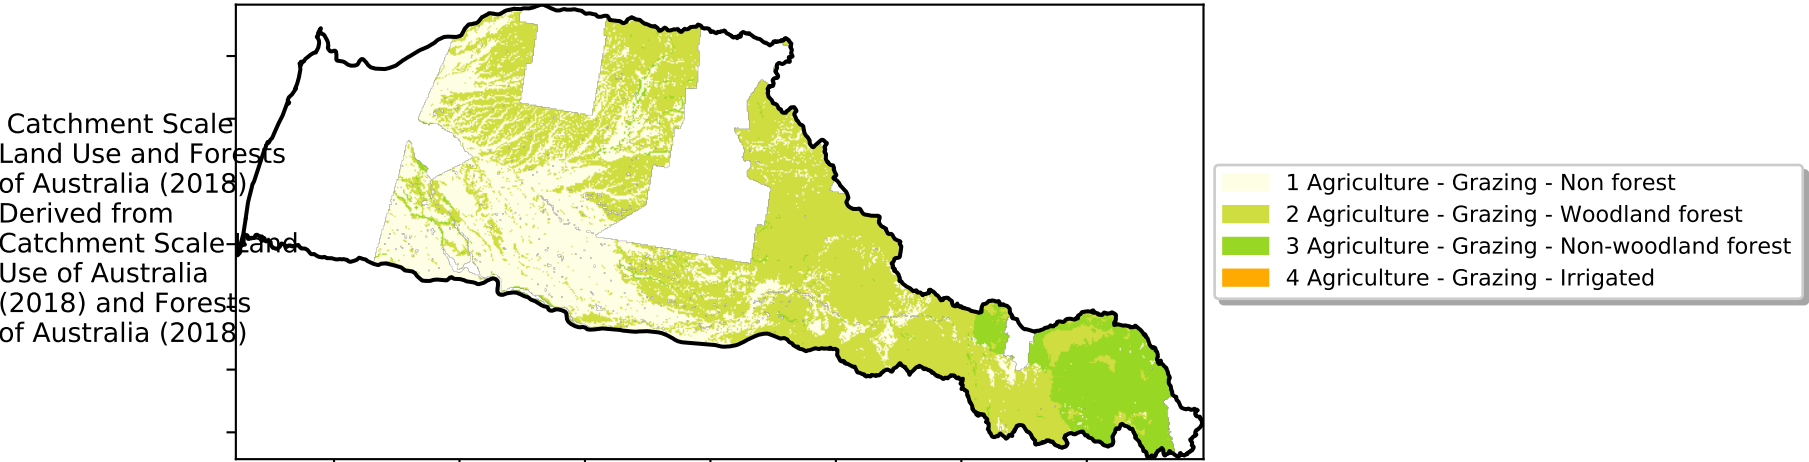 Catchment Scale
Land Use and Forests
of Australia (2018)
Derived from
Catchment Scale Land
Use of Australia
(2018) and Forests
of Australia (2018)
1 Agriculture - Grazing - Non forest
2 Agriculture - Grazing - Woodland forest
3 Agriculture - Grazing - Non-woodland forest
4 Agriculture - Grazing - Irrigated